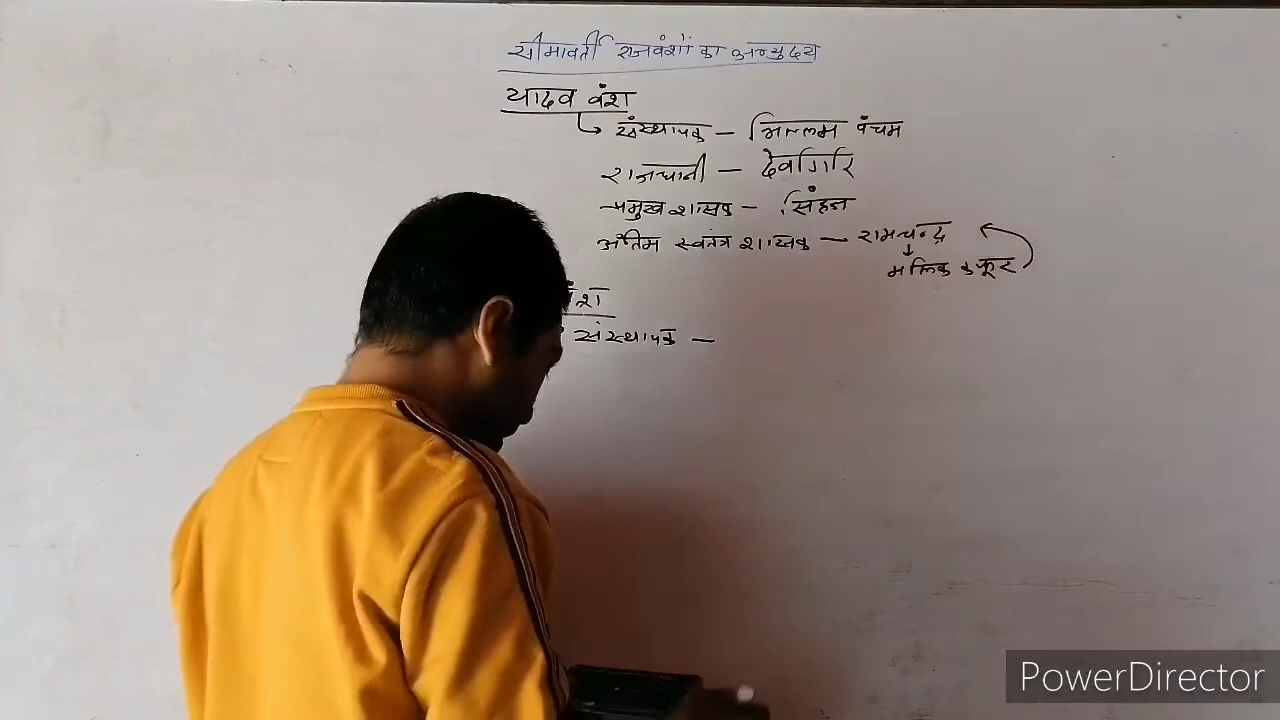 सीमावर्ती राजवंशों का अभ्युदय
यादव वंश
संस्थापक - भिल्लम पंचम
राजधानी - देवगिरि
प्रमुख शासक - सिंहन
अंतिम स्वतंत्र शासक - रामचन्द्र
मलिक काफूर
वंश
संस्थापक -
PowerDirector